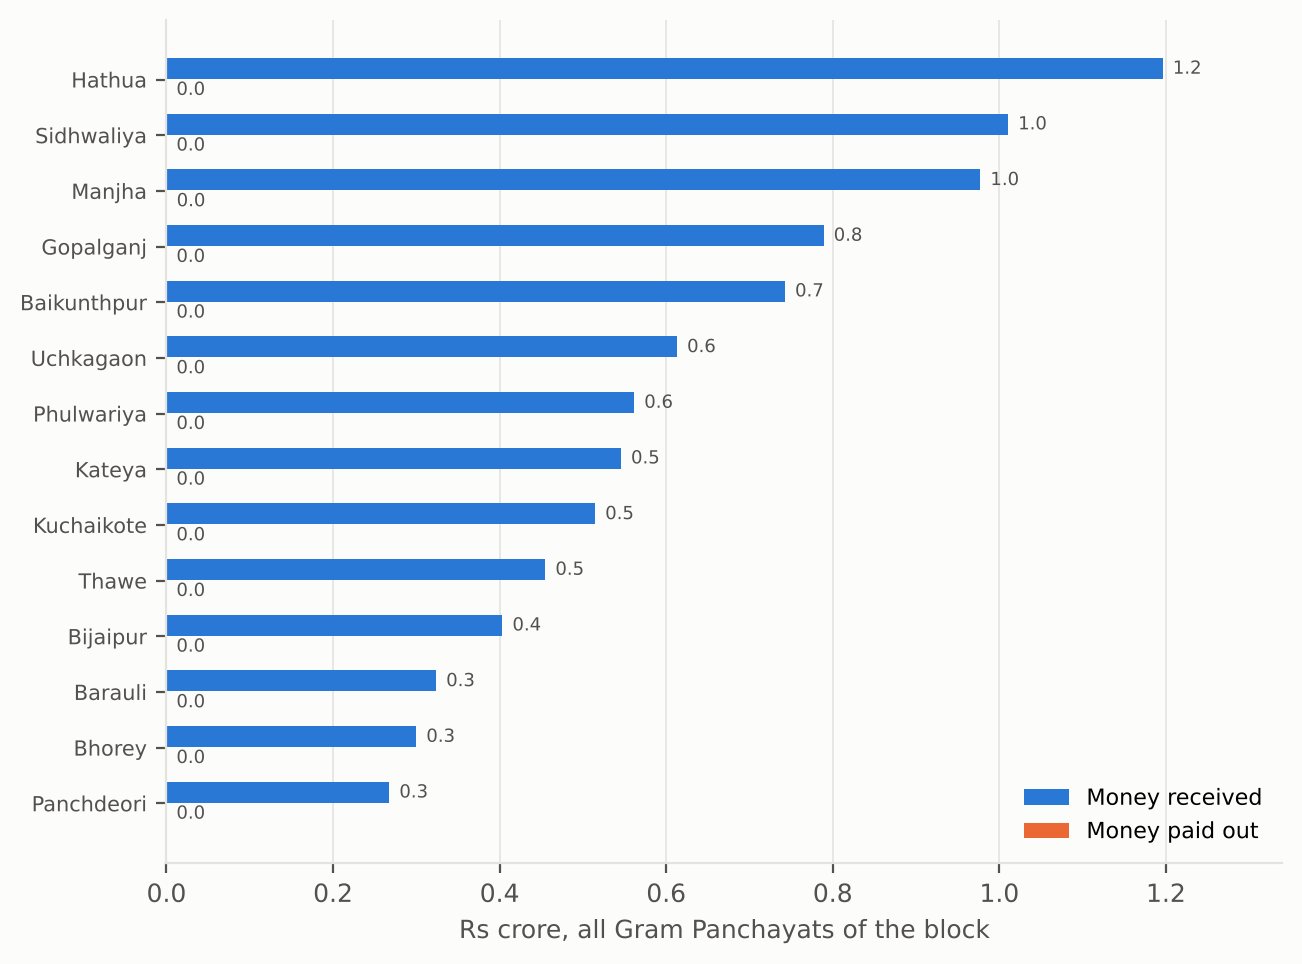 Hathua 1.2
0.0
Sidhwaliya 1.0
0.0
Manjha 1.0
0.0
Gopalganj 0.8
0.0
Baikunthpur 0.7
0.0
Uchkagaon 0.6
0.0
Phulwariya 0.6
0.0
Kateya 0.5
0.0
Kuchaikote 0.5
0.0
Thawe 0.5
0.0
Bijaipur 0.4
0.0
Barauli 0.3
0.0
Bhorey 0.3
0.0
Panchdeori 0.3
0.0
Money received
Money paid out
0.0 0.2 0.4 0.6 0.8 1.0 1.2
Rs crore, all Gram Panchayats of the block